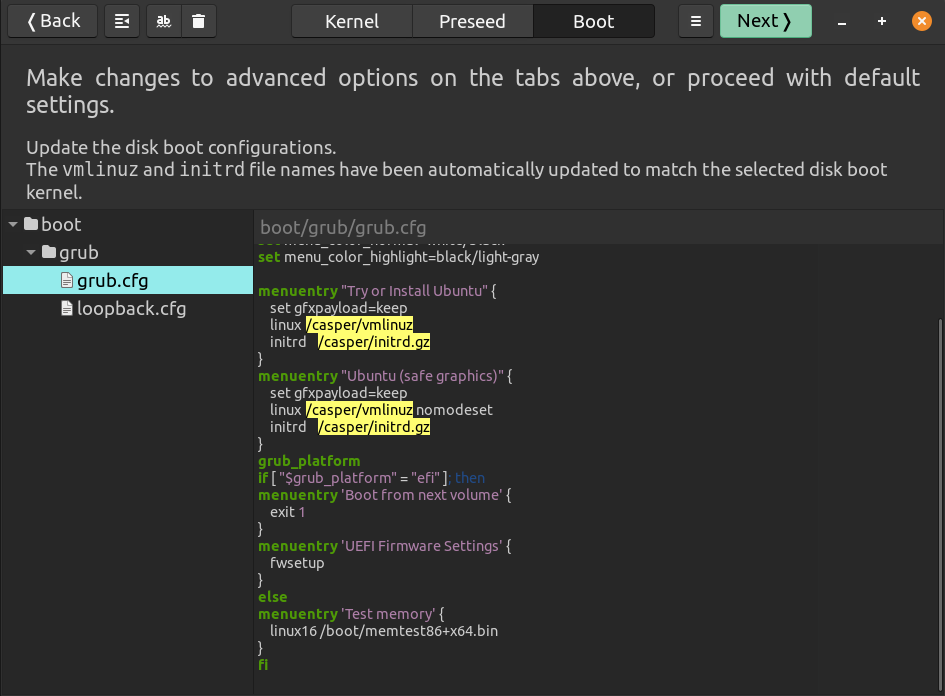 ❬Back
ab
Kernel
Preseed
Boot
Next❭
Make changes to advanced options on the tabs above, or proceed with default
settings.
Update the disk boot configurations.
The vmlinuz and initrd file names have been automatically updated to match the selected disk boot
kernel.
boot
grub
grub.cfg
loopback.cfg
boot/grub/grub.cfg
set menu_color_normal=white/black
set menu_color_highlight=black/light-gray
menuentry "Try or Install Ubuntu" {
set gfxpayload=keep
linux /casper/vmlinuz
initrd /casper/initrd.gz
}
menuentry "Ubuntu (safe graphics)" {
set gfxpayload=keep
linux /casper/vmlinuz nomodeset
initrd /casper/initrd.gz
}
grub_platform
if [ "$grub_platform" = "efi" ]; then
menuentry 'Boot from next volume' {
exit 1
}
menuentry 'UEFI Firmware Settings' {
fwsetup
}
else
menuentry 'Test memory' {
linux16 /boot/memtest86+x64.bin
}
fi